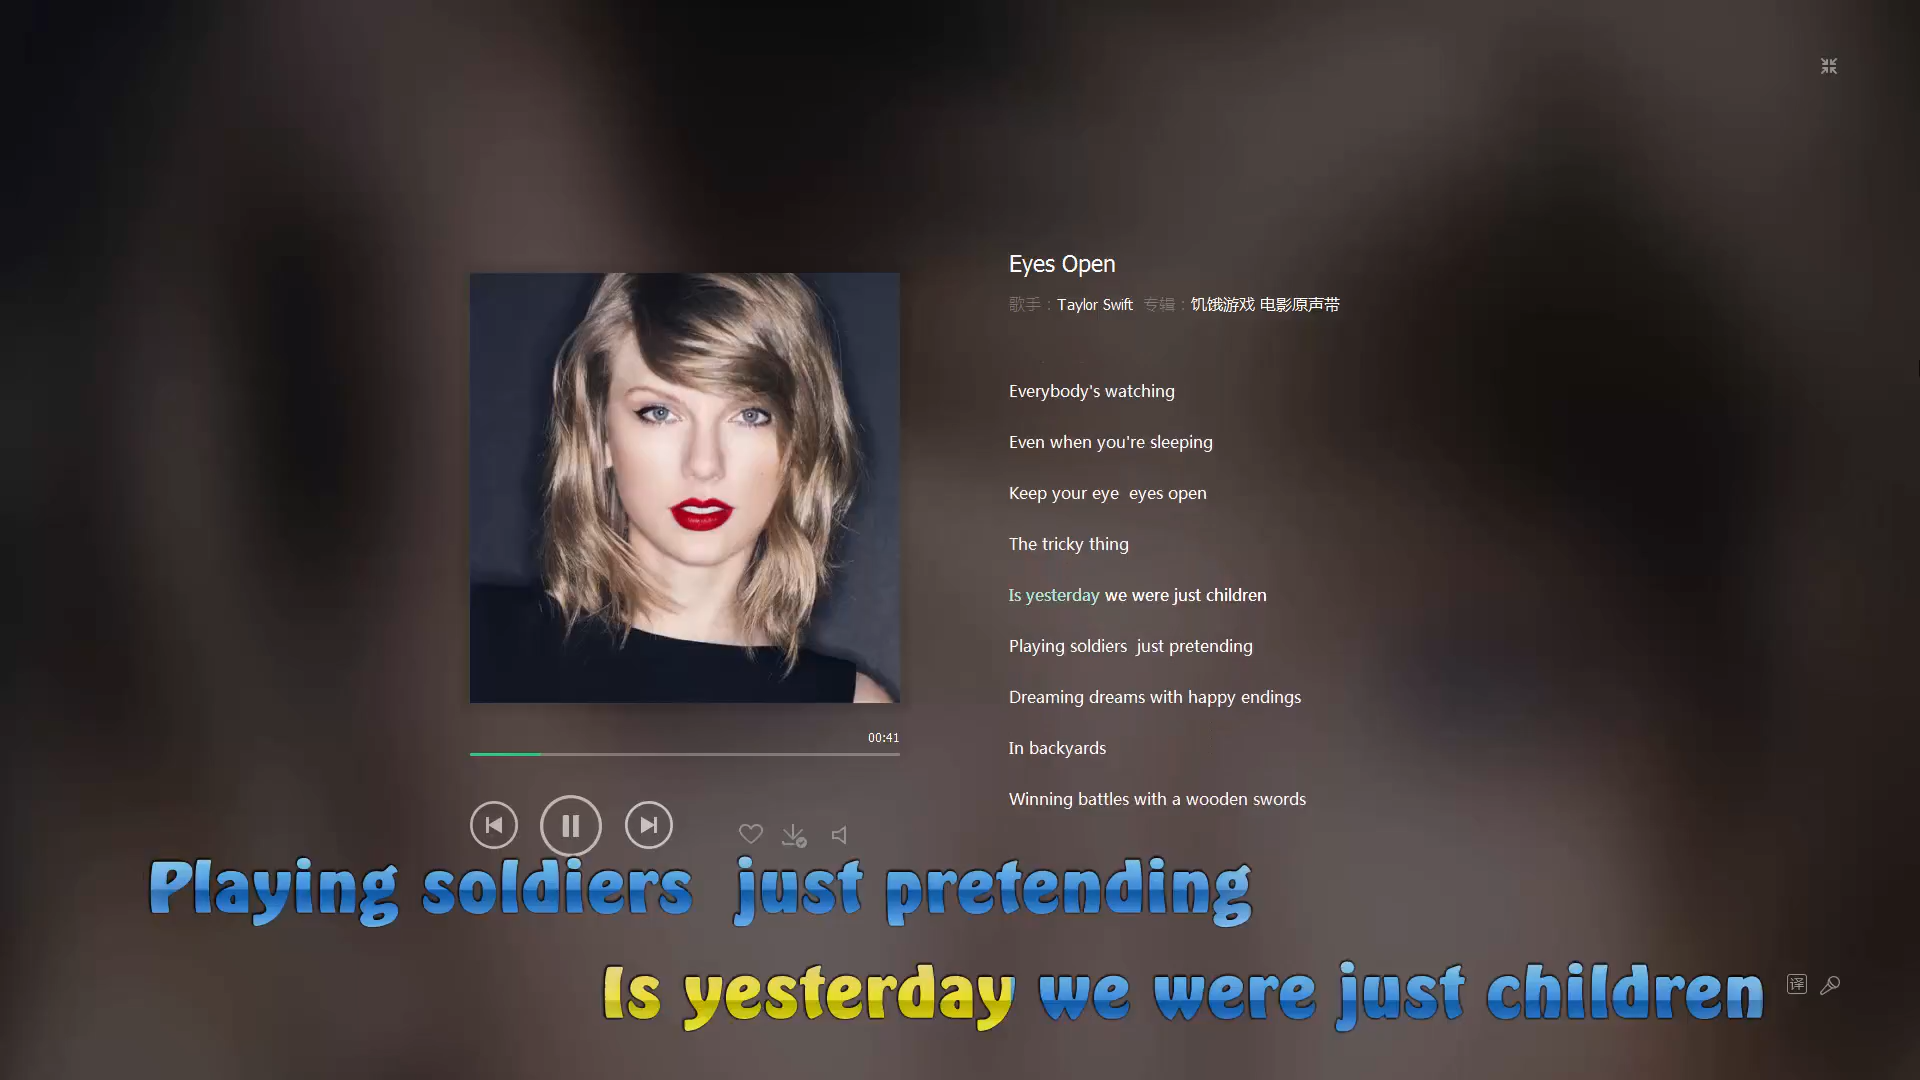 Eyes Open
歌手：Taylor Swift 专辑：饥饿游戏 电影原声带
Everybody's watching
Even when you're sleeping
Keep your eye  eyes open
The tricky thing
Is yesterday we were just children
Playing soldiers  just pretending
Dreaming dreams with happy endings
In backyards
Winning battles with a wooden swords
00:41
Playing soldiers  just pretending
Is yesterday we were just children
译